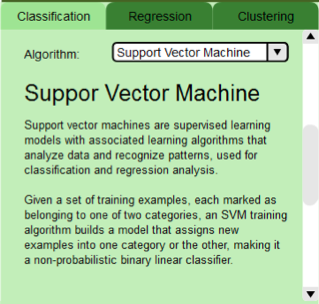 Classification Regression Clustering
Algorithm: Support Vector Machine
Suppor Vector Machine
Support vector machines are supervised learning
models with associated learning algorithms that
analyze data and recognize patterns, used for
classification and regression analysis.
Given a set of training examples, each marked as
belonging to one of two categories, an SVM training
algorithm builds a model that assigns new
examples into one category or the other, making it
a non-probabilistic binary linear classifier.